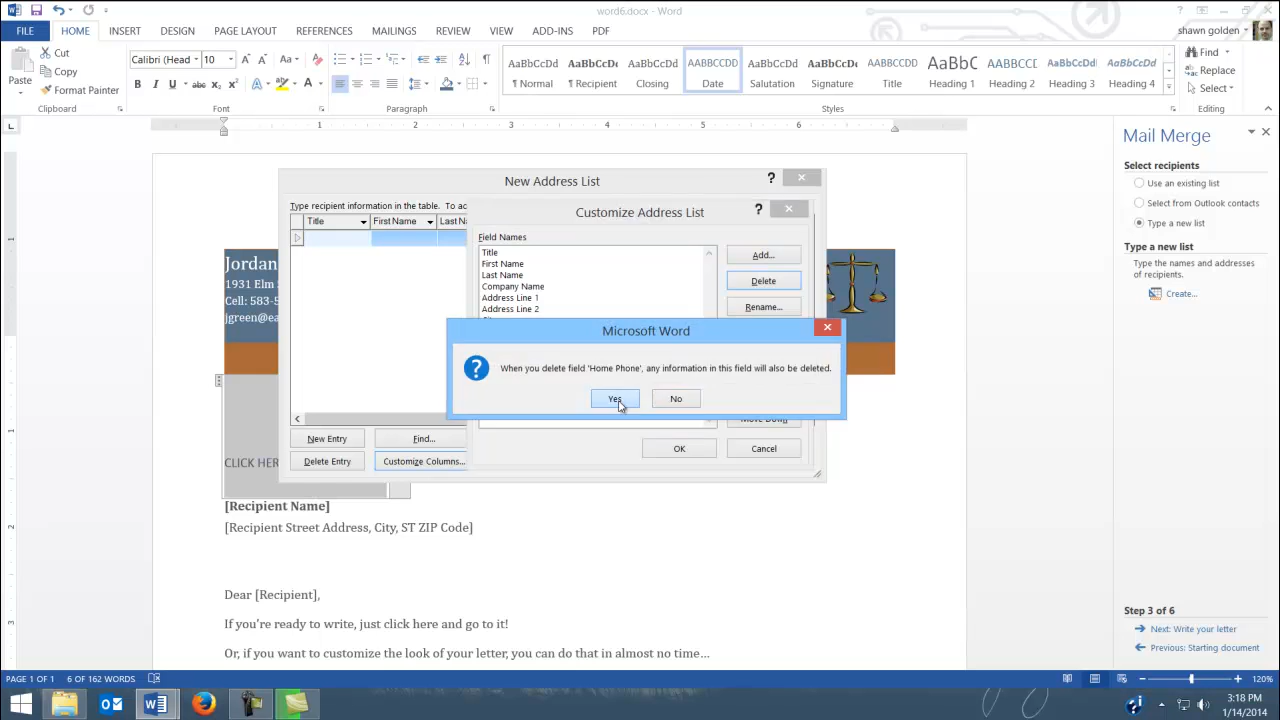 word6.docx - Word
FILE HOME INSERT DESIGN PAGE LAYOUT REFERENCES MAILINGS REVIEW VIEW ADD-INS PDF shawn golden
Cut
Copy
Format Painter
Paste
Calibri (Head 10
AaBbCcDd AaBbCcDd AaBbCcDd AABBCCDD AaBbCcDd AaBbCcDd AABBCCDD AaBbC AABBCC AaBbCcDd AaBbCcDd
¶ Normal ¶ Recipient Closing Date Salutation Signature Title Heading 1 Heading 2 Heading 3 Heading 4
Find
Replace
Select
Clipboard Font Paragraph Styles Editing
1 2 3 4 5 6
Mail Merge
Select recipients
Use an existing list
Select from Outlook contacts
Type a new list
Type a new list
Type the names and addresses
of recipients.
Create...
Step 3 of 6
Next: Write your letter
Previous: Starting document
New Address List
Type recipient information in the table. To ac
Title First Name Last Na
New Entry Find...
Delete Entry Customize Columns...
Customize Address List
Field Names
Title
First Name
Last Name
Company Name
Address Line 1
Address Line 2
Add...
Delete
Rename...
Move Down
OK Cancel
Microsoft Word
When you delete field 'Home Phone', any information in this field will also be deleted.
Yes No
Jordan
1931 Elm
Cell: 583-5
jgreen@ea
CLICK HER
[Recipient Name]
[Recipient Street Address, City, ST ZIP Code]
Dear [Recipient],
If you're ready to write, just click here and go to it!
Or, if you want to customize the look of your letter, you can do that in almost no time...
PAGE 1 OF 1 6 OF 162 WORDS 120%
3:18 PM
1/14/2014